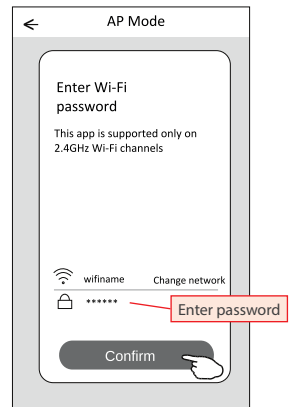 AP Mode
Enter Wi-Fi
password
This app is supported only on
2.4GHz Wi-Fi channels
wifiname Change network
******
Enter password
Confirm